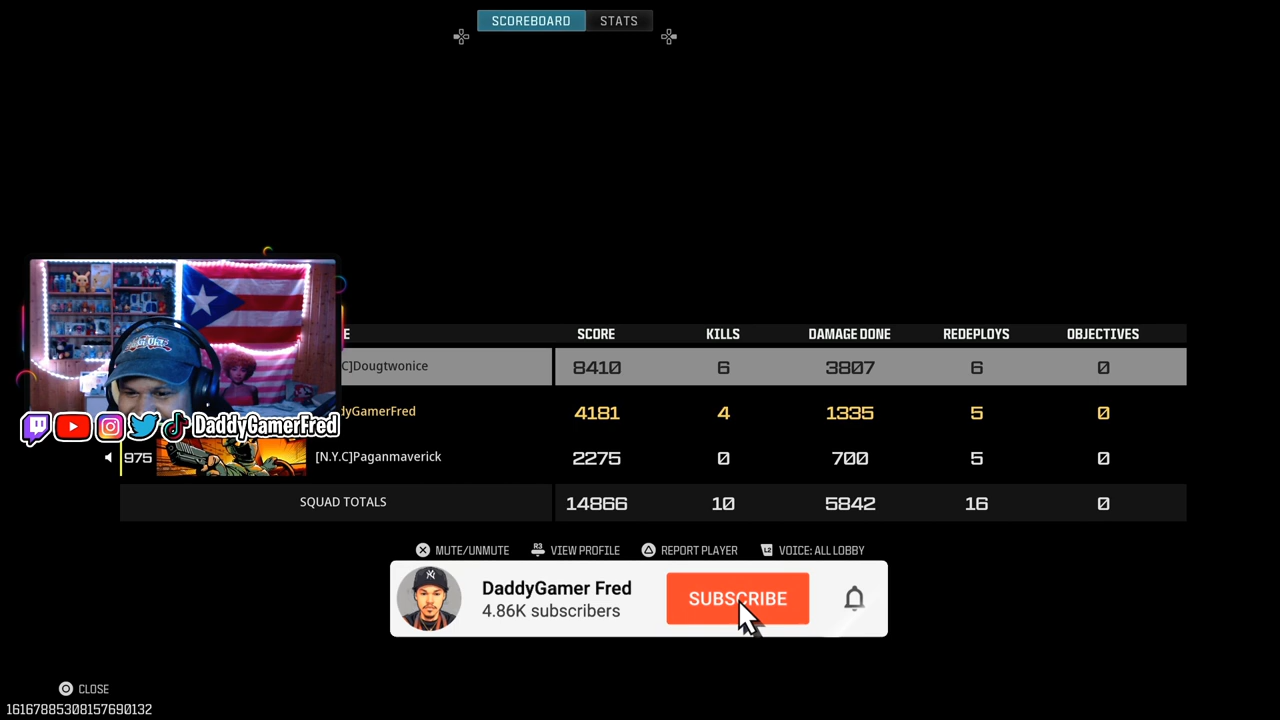 SCOREBOARD STATS
E SCORE KILLS DAMAGE DONE REDEPLOYS OBJECTIVES
C]Dougtwonice 8410 6 3807 6 0
dyGamerFred 4181 4 1335 5 0
DaddyGamerFred
975 [N.Y.C]Paganmaverick 2275 0 700 5 0
SQUAD TOTALS 14866 10 5842 16 0
MUTE/UNMUTE R3 VIEW PROFILE REPORT PLAYER L2 VOICE: ALL LOBBY
DaddyGamer Fred
4.86K subscribers
SUBSCRIBE
CLOSE
16167885308157690132